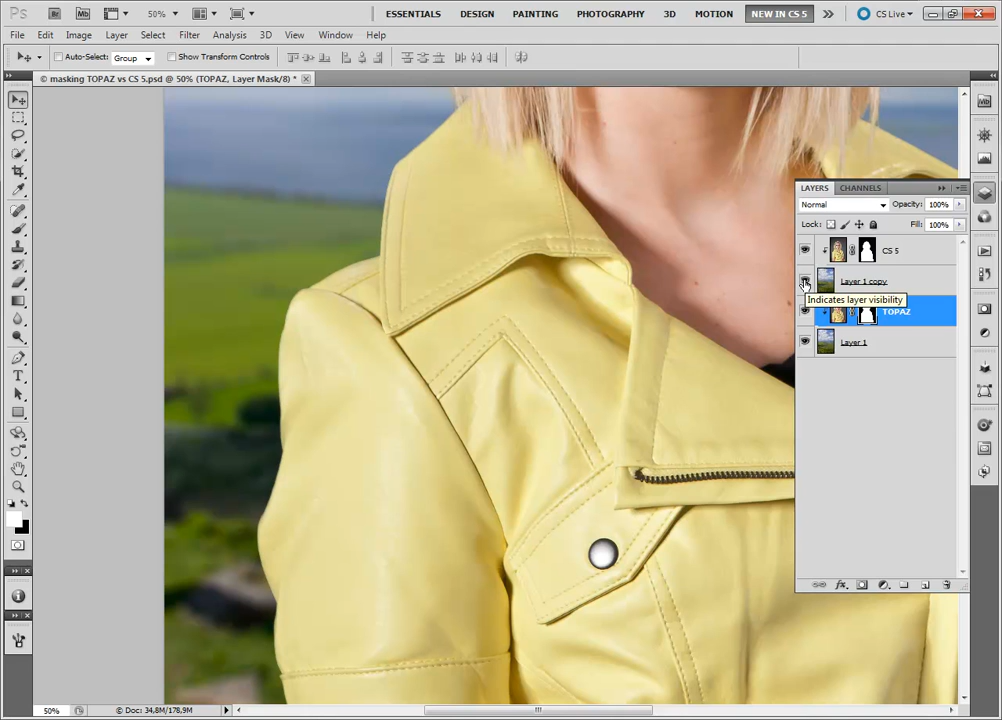 Ps Br Mb 50% ESSENTIALS DESIGN PAINTING PHOTOGRAPHY 3D MOTION NEW IN CS 5 CS Live
File Edit Image Layer Select Filter Analysis 3D View Window Help
Auto-Select: Group Show Transform Controls
© masking TOPAZ vs CS 5.psd @ 50% (TOPAZ, Layer Mask/8) *
LAYERS CHANNELS
Normal Opacity: 100%
Lock: Fill: 100%
CS 5
Layer 1 copy
Indicates layer visibility
TOPAZ
Layer 1
50% © Doc: 34,8M/178,9M